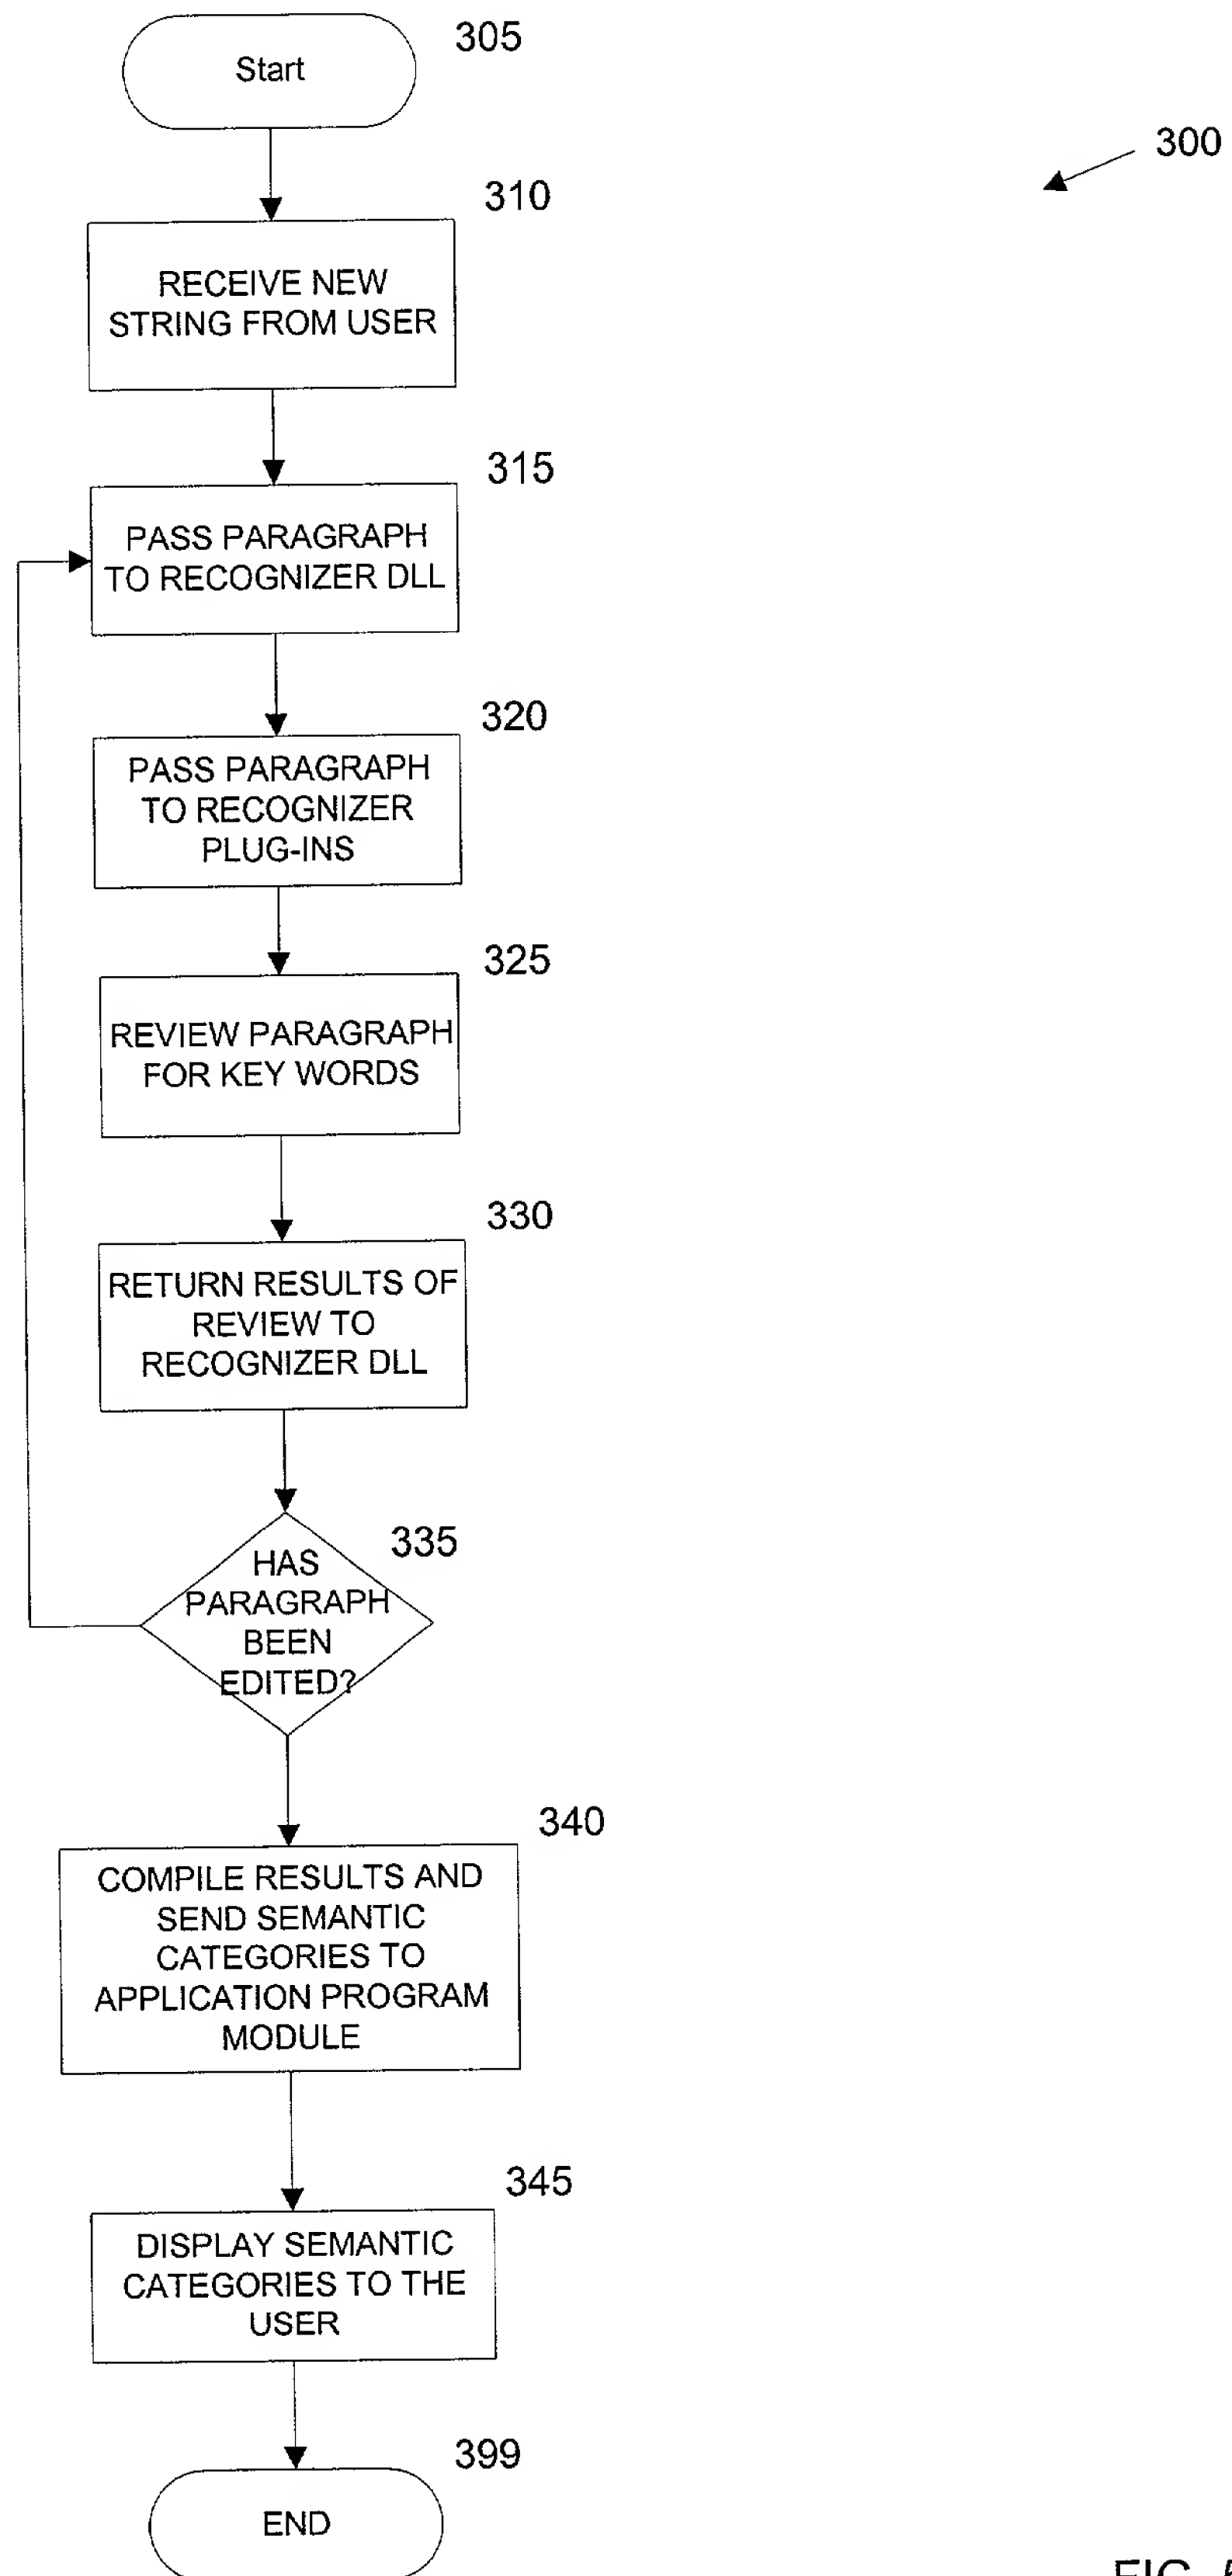 Start
305
300
310
RECEIVE NEW
STRING FROM USER
315
PASS PARAGRAPH
TO RECOGNIZER DLL
320
PASS PARAGRAPH
TO RECOGNIZER
PLUG-INS
325
REVIEW PARAGRAPH
FOR KEY WORDS
330
RETURN RESULTS OF
REVIEW TO
RECOGNIZER DLL
335
HAS
PARAGRAPH
BEEN
EDITED?
340
COMPILE RESULTS AND
SEND SEMANTIC
CATEGORIES TO
APPLICATION PROGRAM
MODULE
345
DISPLAY SEMANTIC
CATEGORIES TO THE
USER
399
END